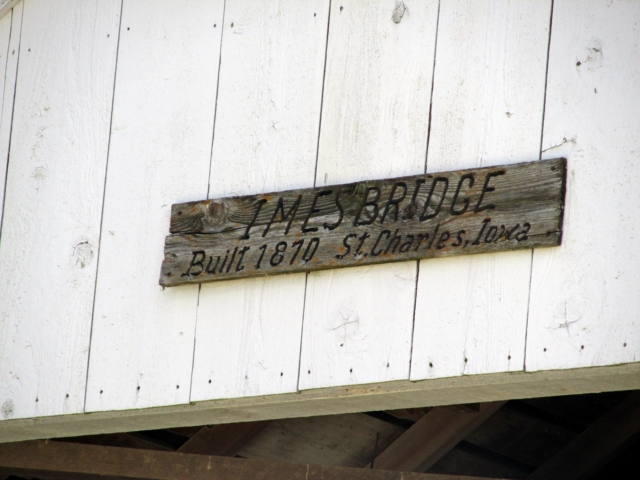 IMES BRIDGE
Built 1870 St. Charles, Iowa